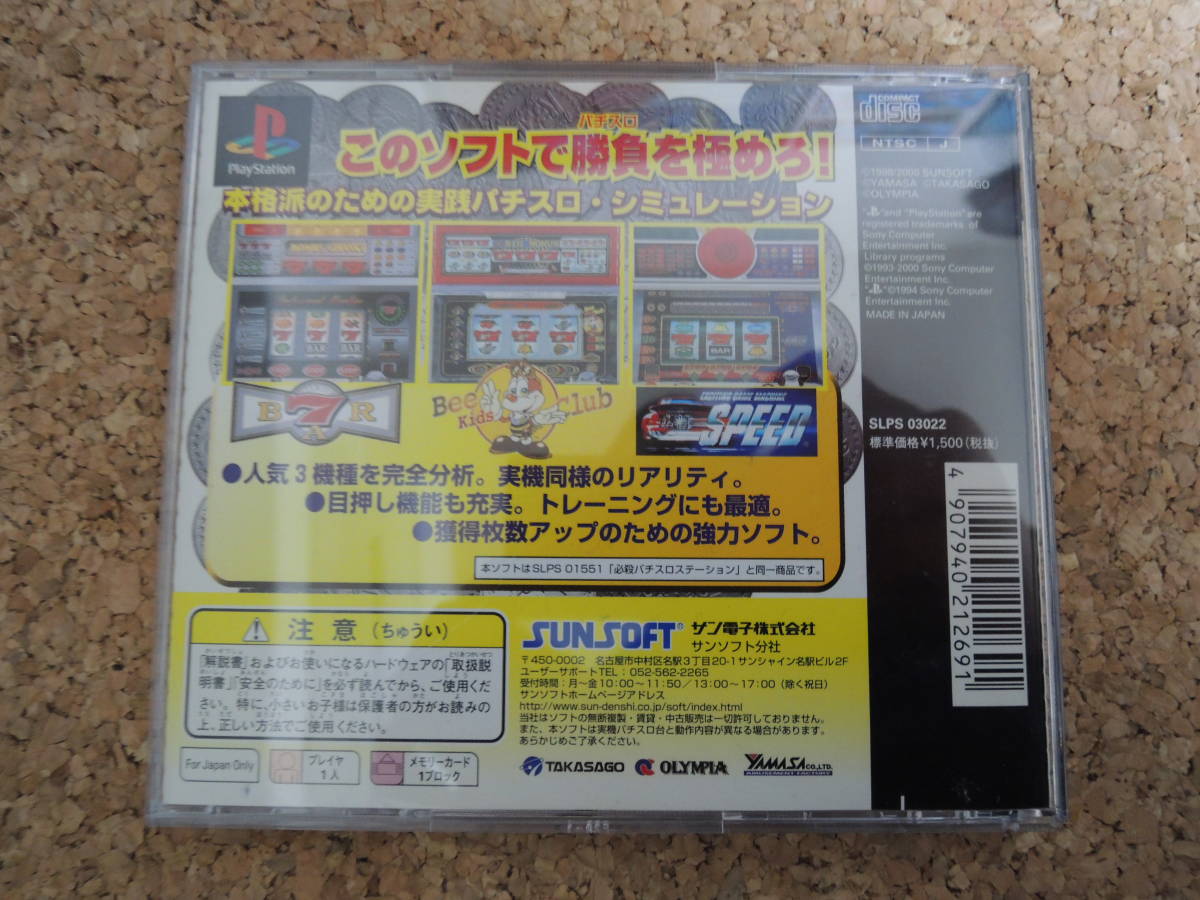 PlayStation
パチスロ
このソフトで勝負を極めろ!
本格派のための実践パチスロ・シミュレーション
B 7 R
A
Bee Club
Kids
SPEED
●人気3機種を完全分析。実機同様のリアリティ。
●目押し機能も充実。トレーニングにも最適。
●獲得枚数アップのための強力ソフト。
本ソフトはSLPS 01551「必殺パチスロステーション」と同一商品です。
注意(ちゅうい)
「解説書」およびお使いになるハードウェアの「取扱説
明書」「安全のために」を必ず読んでから、ご使用くだ
さい。特に、小さいお子様は保護者の方がお読みの
上、正しい方法でご使用ください。
For Japan Only
プレイヤ
1人
メモリーカード
1ブロック
SUNSOFT® サン電子株式会社
サンソフト分社
〒450-0002 名古屋市中村区名駅3丁目20-1サンシャイン名駅ビル2F
ユーザーサポートTEL:052-562-2265
受付時間:月〜金10:00〜11:50/13:00〜17:00(除く祝日)
サンソフトホームページアドレス
http://www.sun-denshi.co.jp/soft/index.html
当社はソフトの無断複製・賃貸・中古販売は一切許可しておりません。
また、本ソフトは実機パチスロ台と動作内容が異なる場合があります。
あらかじめご了承ください。
TAKASAGO OLYMPIA YAMASA CO.,LTD.
AMUSEMENT FACTORY
COMPACT
disc
NTSC J
©1998/2000 SUNSOFT
©YAMASA ©TAKASAGO
©OLYMPIA
" "and "PlayStation" are
registered trademarks of
Sony Computer
Entertainment Inc.
Library programs
©1993-2000 Sony Computer
Entertainment Inc.
" "©1994 Sony Computer
Entertainment Inc.
MADE IN JAPAN
SLPS 03022
標準価格¥1,500(税抜)
4 907940 212691